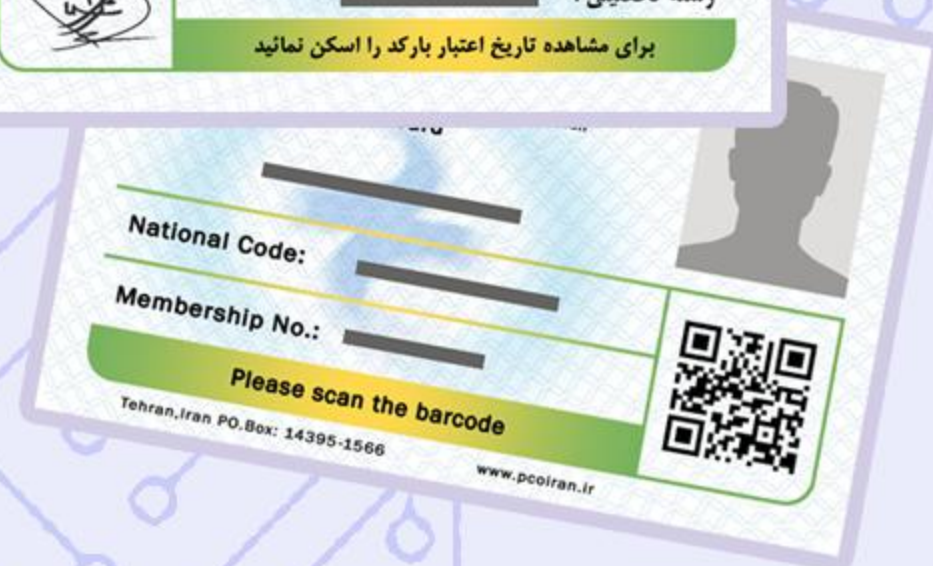 برای مشاهده تاریخ اعتبار بارکد را اسکن نمائید
National Code:
Membership No.:
Please scan the barcode
Tehran,Iran PO.Box: 14395-1566
www.pcoiran.ir